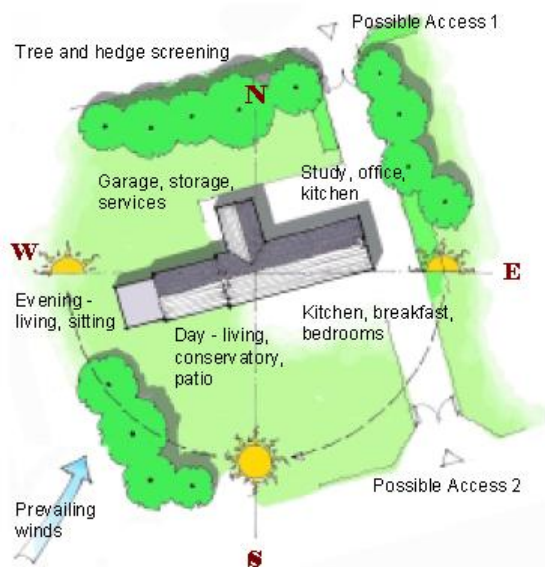 Possible Access 1
Tree and hedge screening
N
Garage, storage,
services
Study, office,
kitchen
W
E
Evening -
living, sitting
Day - living,
conservatory,
patio
Kitchen, breakfast,
bedrooms
Prevailing
winds
Possible Access 2
S